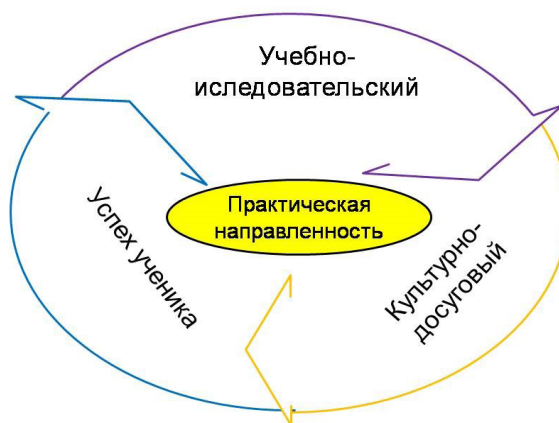 Учебно-
иследовательский
Практическая
направленность
Успех ученика
Культурно-
досуговый